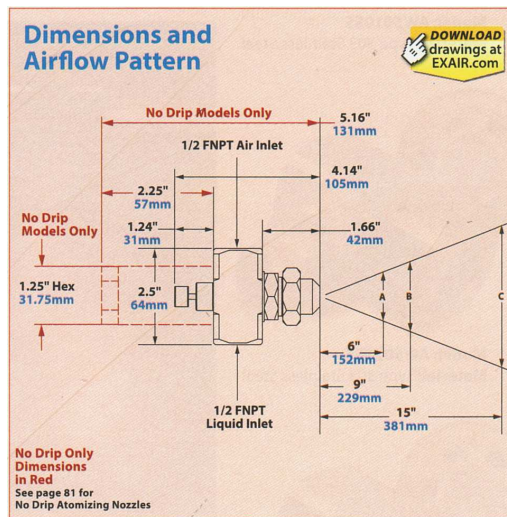 Dimensions and
Airflow Pattern
DOWNLOAD
drawings at
EXAIR.com
No Drip Models Only
5.16"
131mm
1/2 FNPT Air Inlet
4.14"
105mm
2.25"
57mm
No Drip
Models Only
1.24"
31mm
1.66"
42mm
1.25" Hex
31.75mm
2.5"
64mm
A
B
C
6"
152mm
9"
229mm
15"
381mm
1/2 FNPT
Liquid Inlet
No Drip Only
Dimensions
in Red
See page 81 for
No Drip Atomizing Nozzles